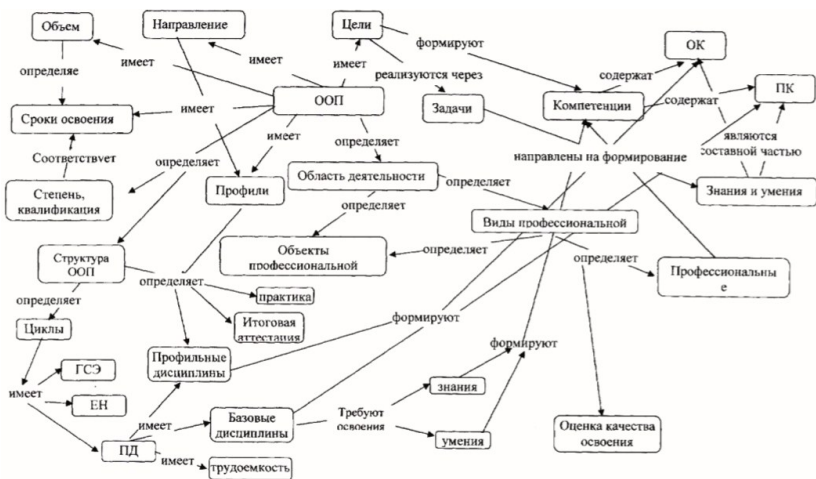 Объем
Направление
Цели
формируют
ОК
имеет
имеет
имеет
определяе
реализуются через
содержат
ПК
ООП
Задачи
Компетенции
содержат
Сроки освоения
имеет
имеет
определяет
являются
составной частью
Соответствует
определяет
направлены на формирование
Степень,
квалификация
Профили
Область деятельности
определяет
Знания и умения
определяет
Виды профессиональной
Структура
ООП
Объекты
профессиональной
определяет
определяет
Профессиональны
е
определяет
определяет
практика
формируют
Циклы
Итоговая
аттестация
Профильные
дисциплины
формируют
ГСЭ
имеет
ЕН
знания
имеет
Базовые
дисциплины
Требуют
освоения
умения
Оценка качества
освоения
ПД
имеет
трудоемкость